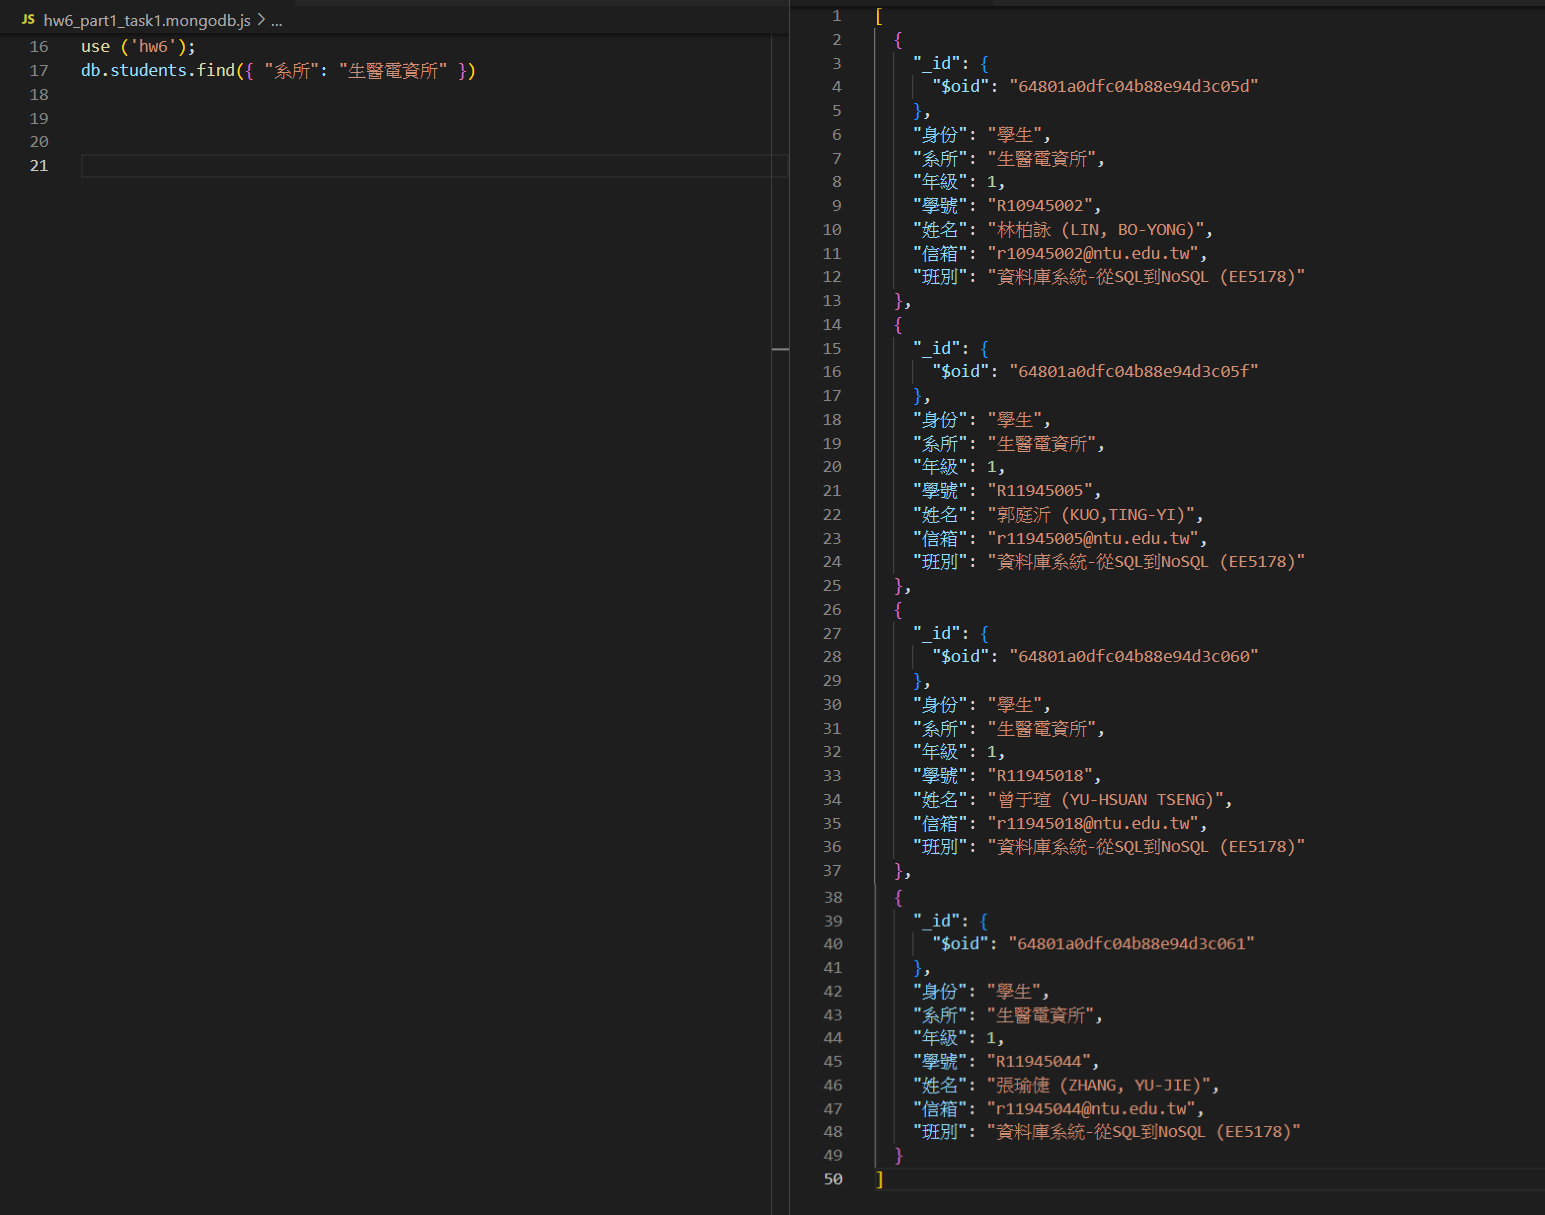 JS hw6_part1_task1.mongodb.js > ...
16 use ('hw6');
17 db.students.find({ "系所": "生醫電資所" })
18
19
20
21
1 [
2 {
3 "_id": {
4 "$oid": "64801a0dfc04b88e94d3c05d"
5 },
6 "身份": "學生",
7 "系所": "生醫電資所",
8 "年級": 1,
9 "學號": "R10945002",
10 "姓名": "林柏詠 (LIN, BO-YONG)",
11 "信箱": "r10945002@ntu.edu.tw",
12 "班別": "資料庫系統-從SQL到NoSQL (EE5178)"
13 },
14 {
15 "_id": {
16 "$oid": "64801a0dfc04b88e94d3c05f"
17 },
18 "身份": "學生",
19 "系所": "生醫電資所",
20 "年級": 1,
21 "學號": "R11945005",
22 "姓名": "郭庭沂 (KUO,TING-YI)",
23 "信箱": "r11945005@ntu.edu.tw",
24 "班別": "資料庫系統-從SQL到NoSQL (EE5178)"
25 },
26 {
27 "_id": {
28 "$oid": "64801a0dfc04b88e94d3c060"
29 },
30 "身份": "學生",
31 "系所": "生醫電資所",
32 "年級": 1,
33 "學號": "R11945018",
34 "姓名": "曾于瑄 (YU-HSUAN TSENG)",
35 "信箱": "r11945018@ntu.edu.tw",
36 "班別": "資料庫系統-從SQL到NoSQL (EE5178)"
37 },
38 {
39 "_id": {
40 "$oid": "64801a0dfc04b88e94d3c061"
41 },
42 "身份": "學生",
43 "系所": "生醫電資所",
44 "年級": 1,
45 "學號": "R11945044",
46 "姓名": "張瑜倢 (ZHANG, YU-JIE)",
47 "信箱": "r11945044@ntu.edu.tw",
48 "班別": "資料庫系統-從SQL到NoSQL (EE5178)"
49 }
50 ]